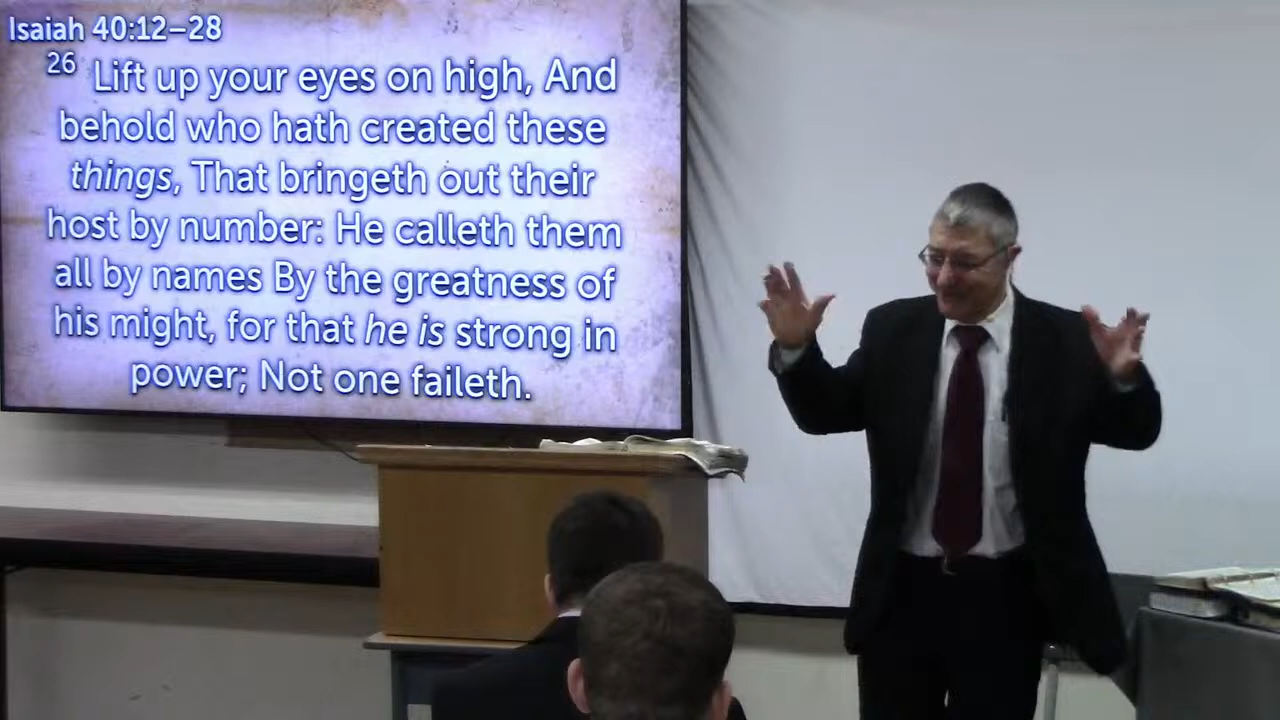 Isaiah 40:12–28
26 Lift up your eyes on high, And
behold who hath created these
things, That bringeth out their
host by number: He calleth them
all by names By the greatness of
his might, for that he is strong in
power; Not one faileth.